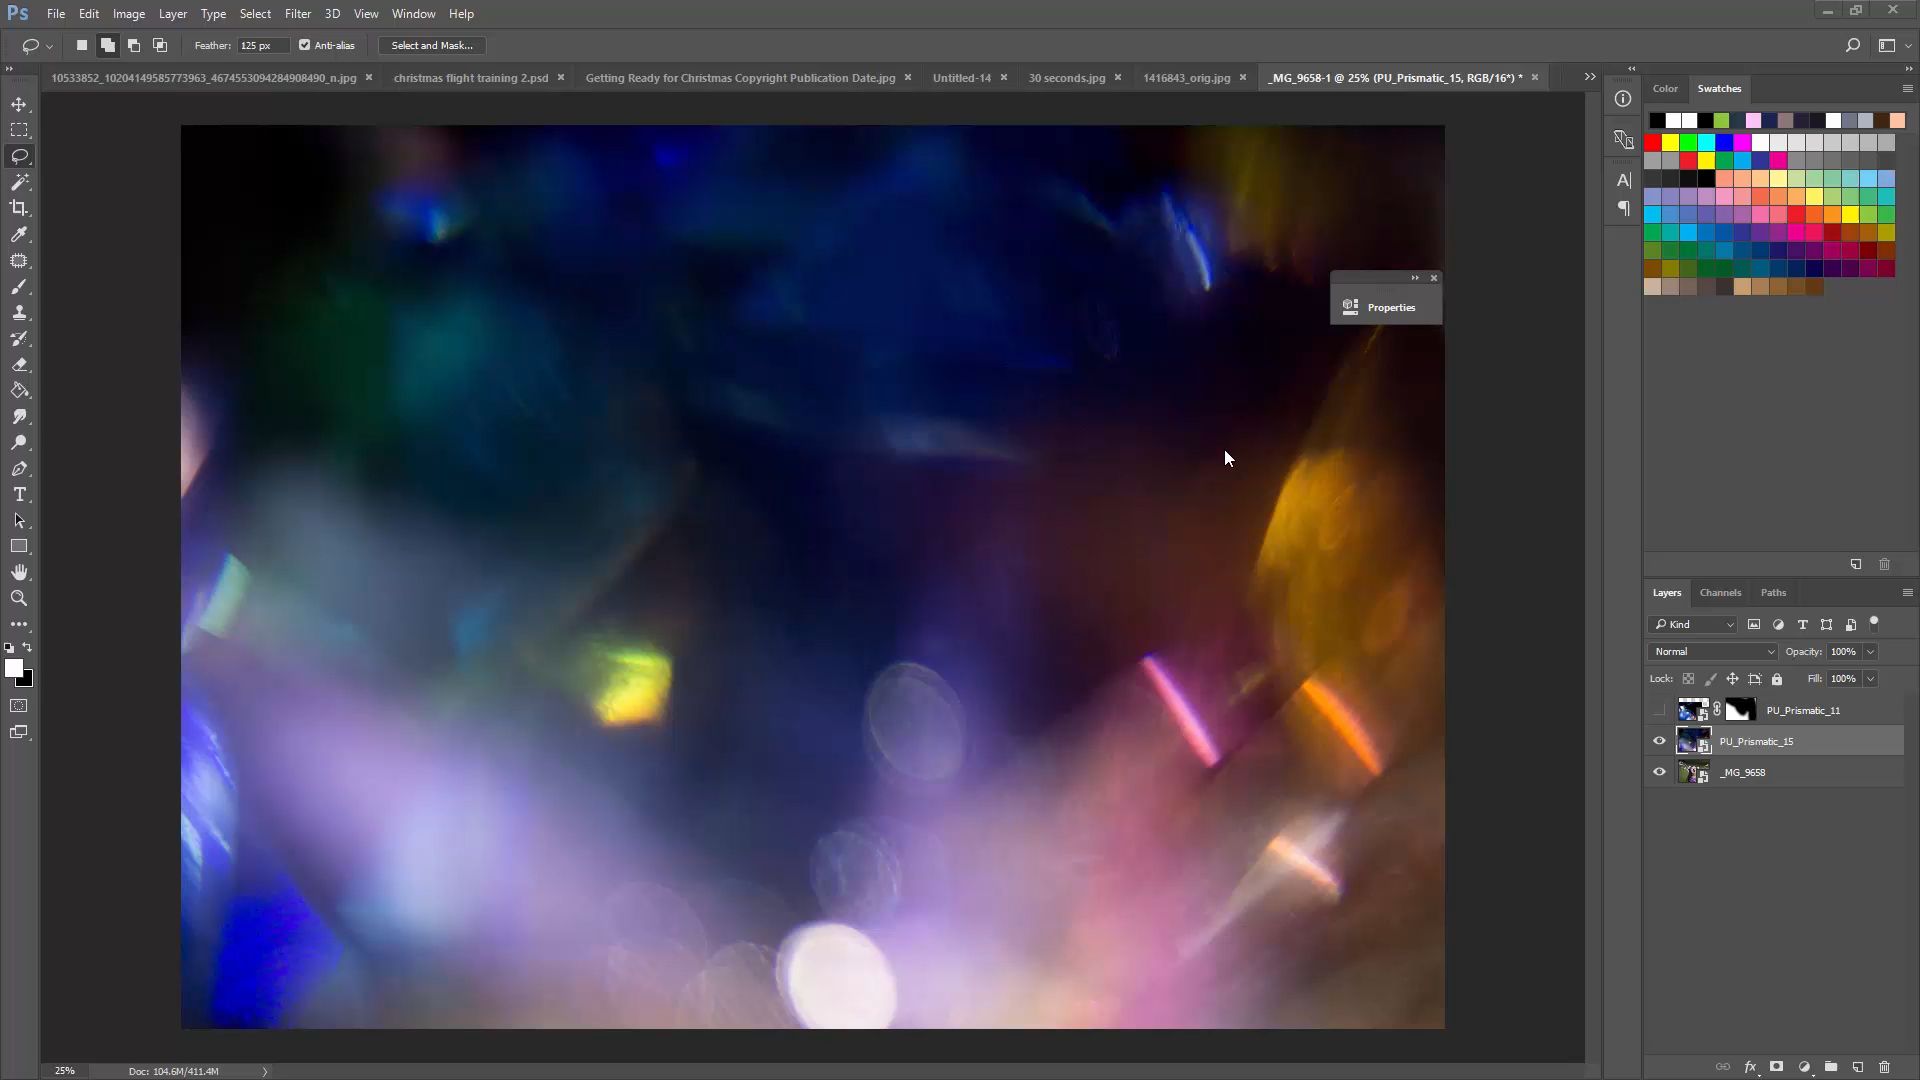 Ps File Edit Image Layer Type Select Filter 3D View Window Help
Feather: 125 px Anti-alias Select and Mask...
10533852_10204149585773963_4674553094284908490_n.jpg × christmas flight training 2.psd × Getting Ready for Christmas Copyright Publication Date.jpg × Untitled-14 × 30 seconds.jpg × 1416843_orig.jpg × _MG_9658-1 @ 25% (PU_Prismatic_15, RGB/16*) * ×
Color Swatches
Properties
Layers Channels Paths
Kind
Normal Opacity: 100%
Lock: Fill: 100%
PU_Prismatic_11
PU_Prismatic_15
_MG_9658
25% Doc: 104.6M/411.4M